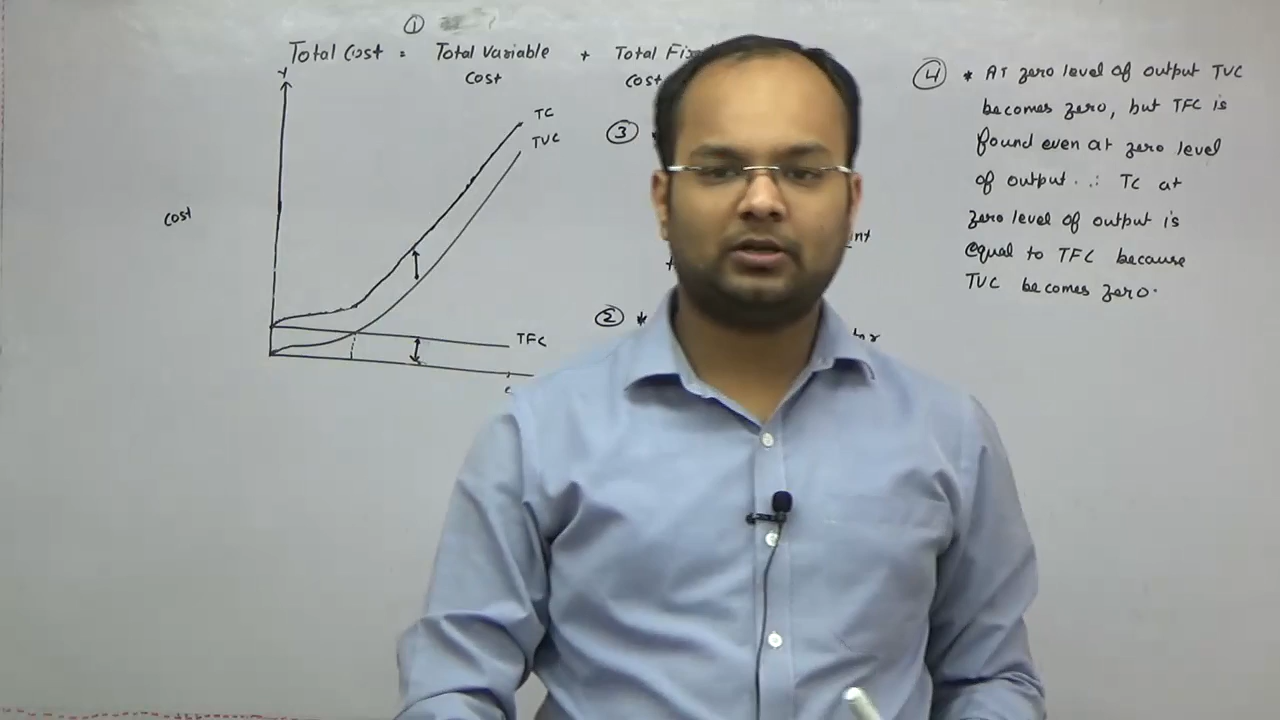 ①
Total Cost = Total Variable + Total
Cost Cost
Y
TC
TVC
Cost
TFC
③
② *
④ * At zero level of output TVC
becomes zero, but TFC is
found even at zero level
of output. ∴ TC at
zero level of output is
equal to TFC because
TVC becomes zero.